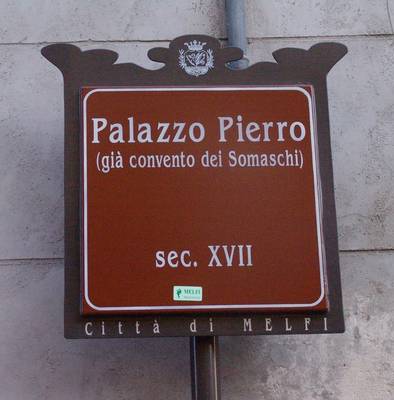 Palazzo Pierro
(già convento dei Somaschi)
sec. XVII
MELFI
Città di MELFI